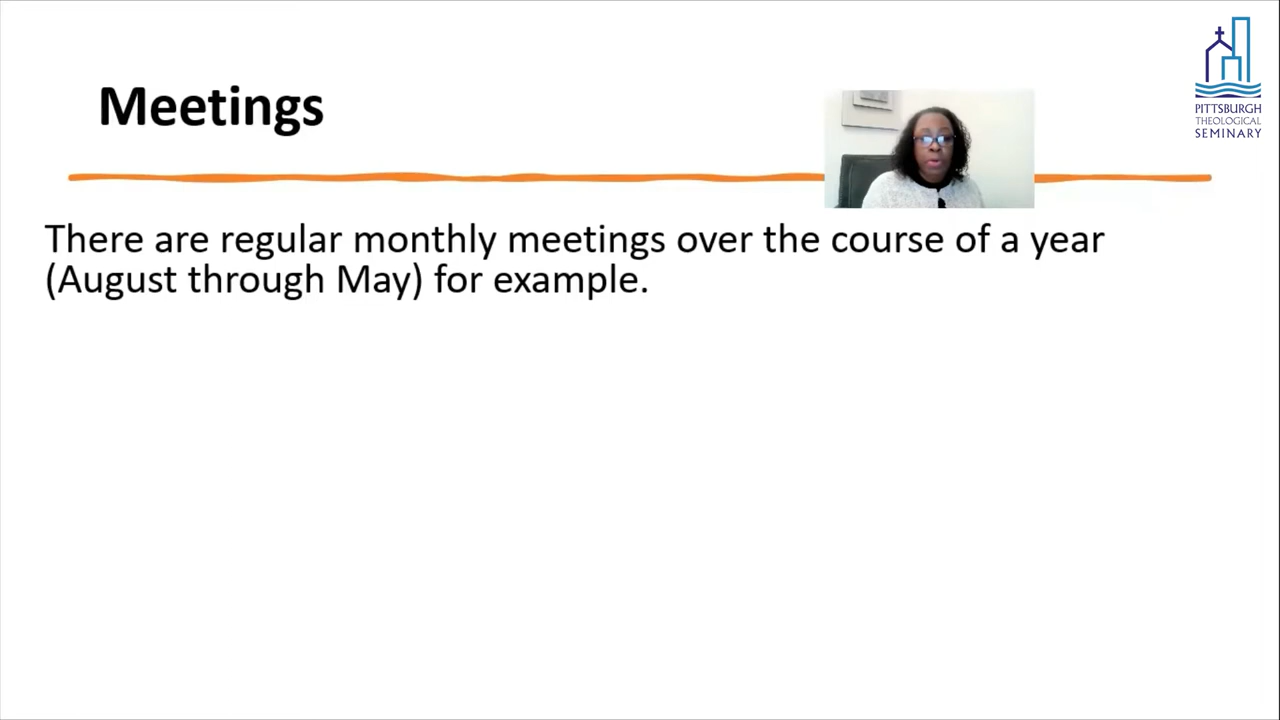 Meetings
PITTSBURGH
THEOLOGICAL
SEMINARY
There are regular monthly meetings over the course of a year
(August through May) for example.